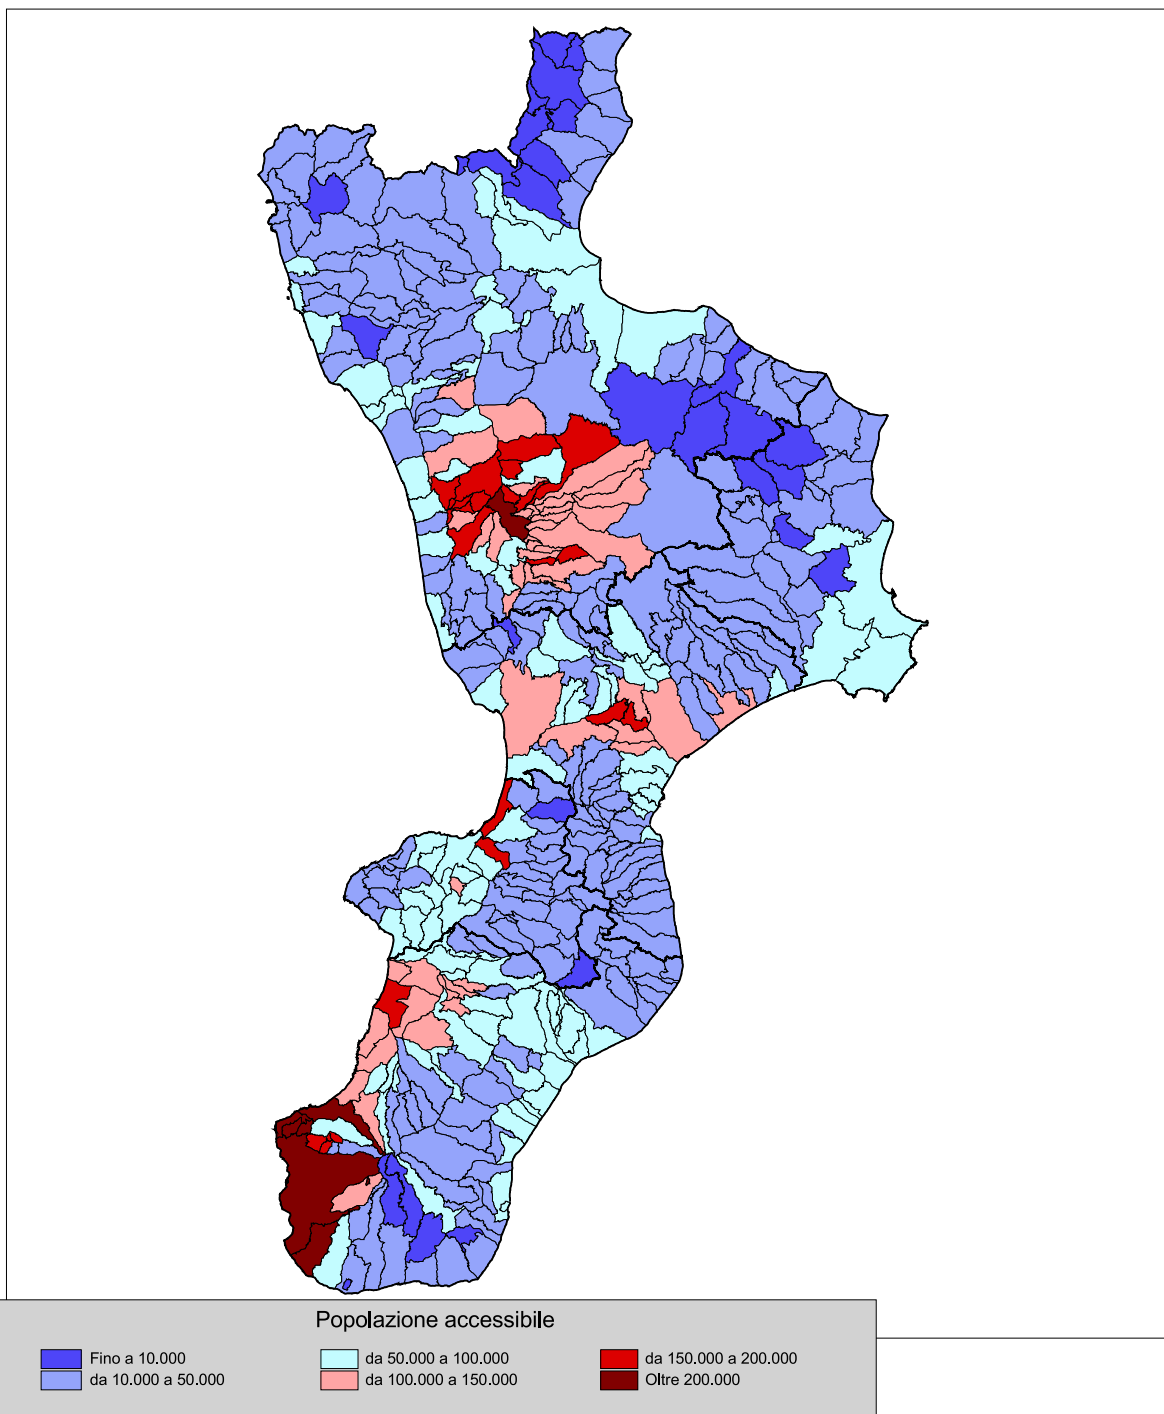 Popolazione accessibile
Fino a 10.000
da 10.000 a 50.000
da 50.000 a 100.000
da 100.000 a 150.000
da 150.000 a 200.000
Oltre 200.000